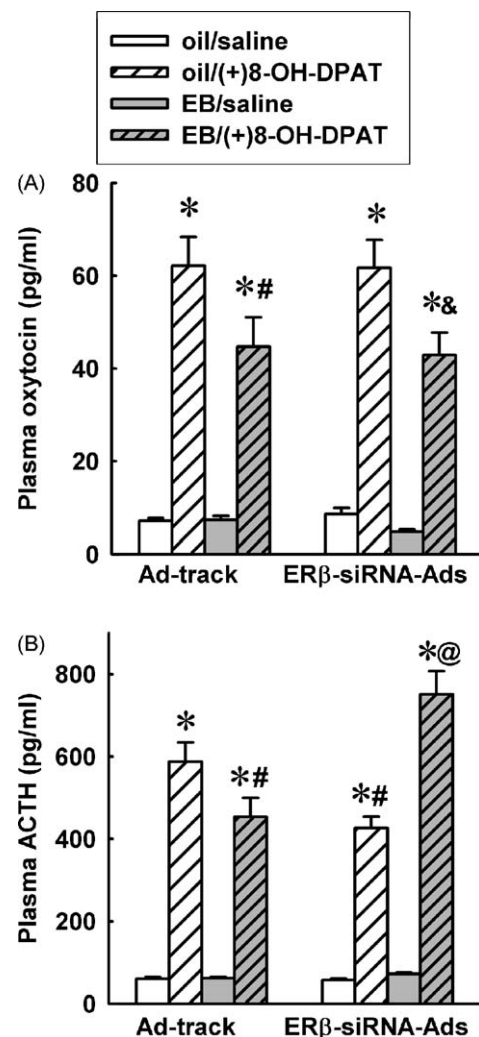 oil/saline
oil/(+)8-OH-DPAT
EB/saline
EB/(+)8-OH-DPAT
(A)
Plasma oxytocin (pg/ml)
80
60
40
20
0
*
*#
*
*&
Ad-track ERβ-siRNA-Ads
(B)
Plasma ACTH (pg/ml)
800
600
400
200
0
*
*#
*#
*@
Ad-track ERβ-siRNA-Ads